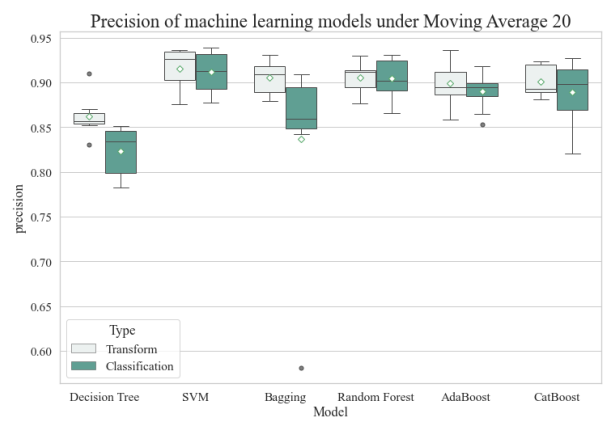 Precision of machine learning models under Moving Average 20
0.95
0.90
0.85
0.80
0.75
0.70
0.65
0.60
precision
Type
Transform
Classification
Decision Tree
SVM
Bagging
Random Forest
AdaBoost
CatBoost
Model